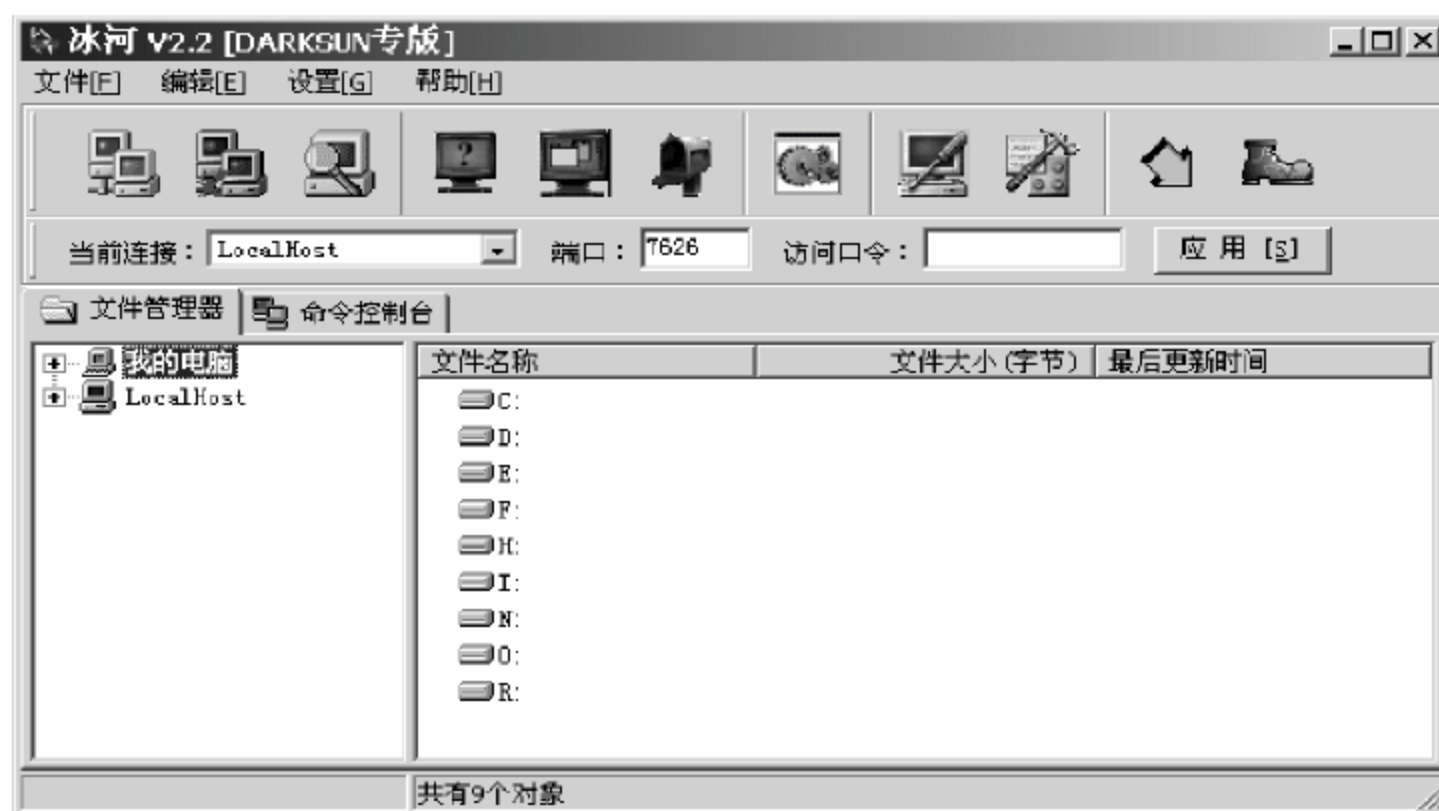 冰河 V2.2 [DARKSUN专版]
文件[F] 编辑[E] 设置[G] 帮助[H]
?
当前连接： LocalHost 端口： 7626 访问口令： 应 用 [S]
文件管理器 命令控制台
我的电脑 文件名称 文件大小(字节) 最后更新时间
LocalHost
C:
D:
E:
F:
H:
I:
N:
O:
R:
共有9个对象